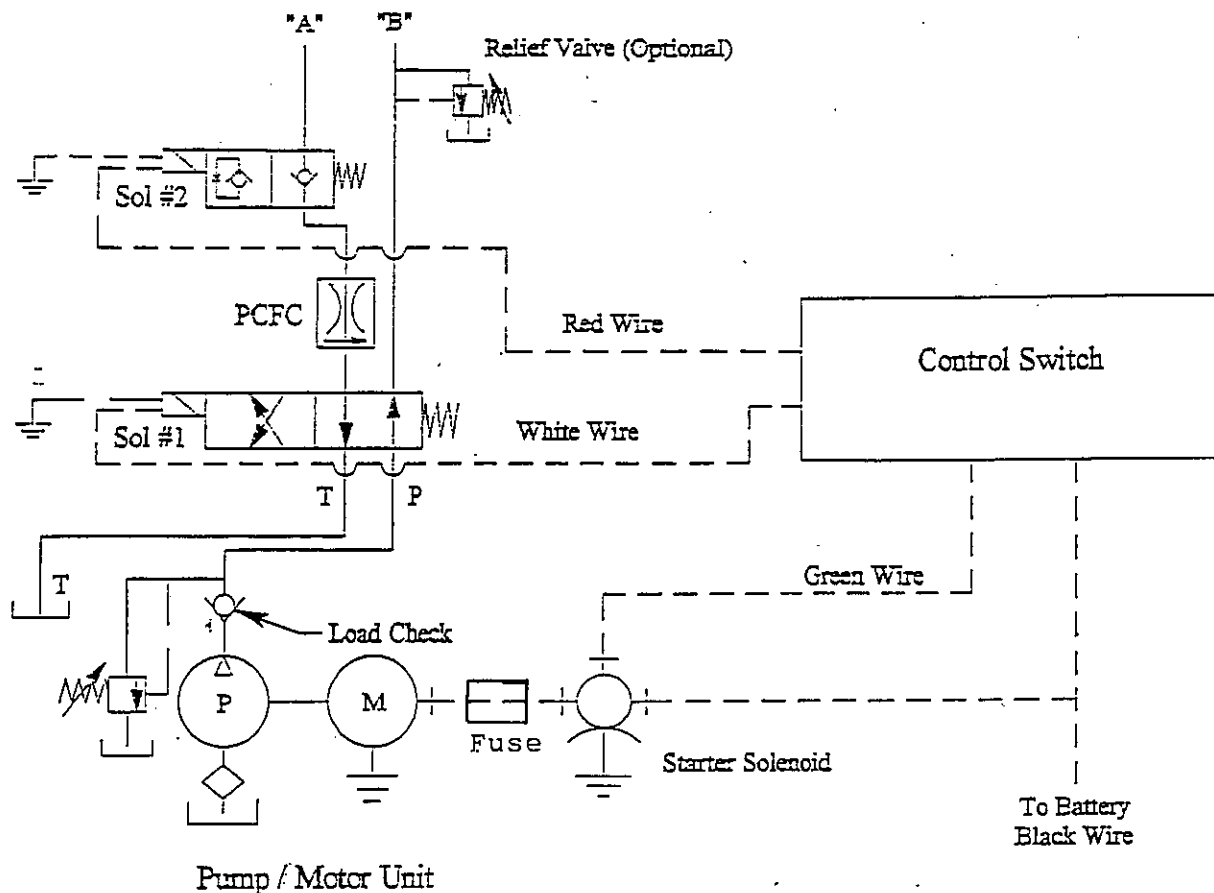 "A" "B"
Relief Valve (Optional)
Sol #2
PCFC
Red Wire
Control Switch
Sol #1
White Wire
T P
T
Green Wire
Load Check
P M
Fuse
Starter Solenoid
To Battery
Black Wire
Pump / Motor Unit